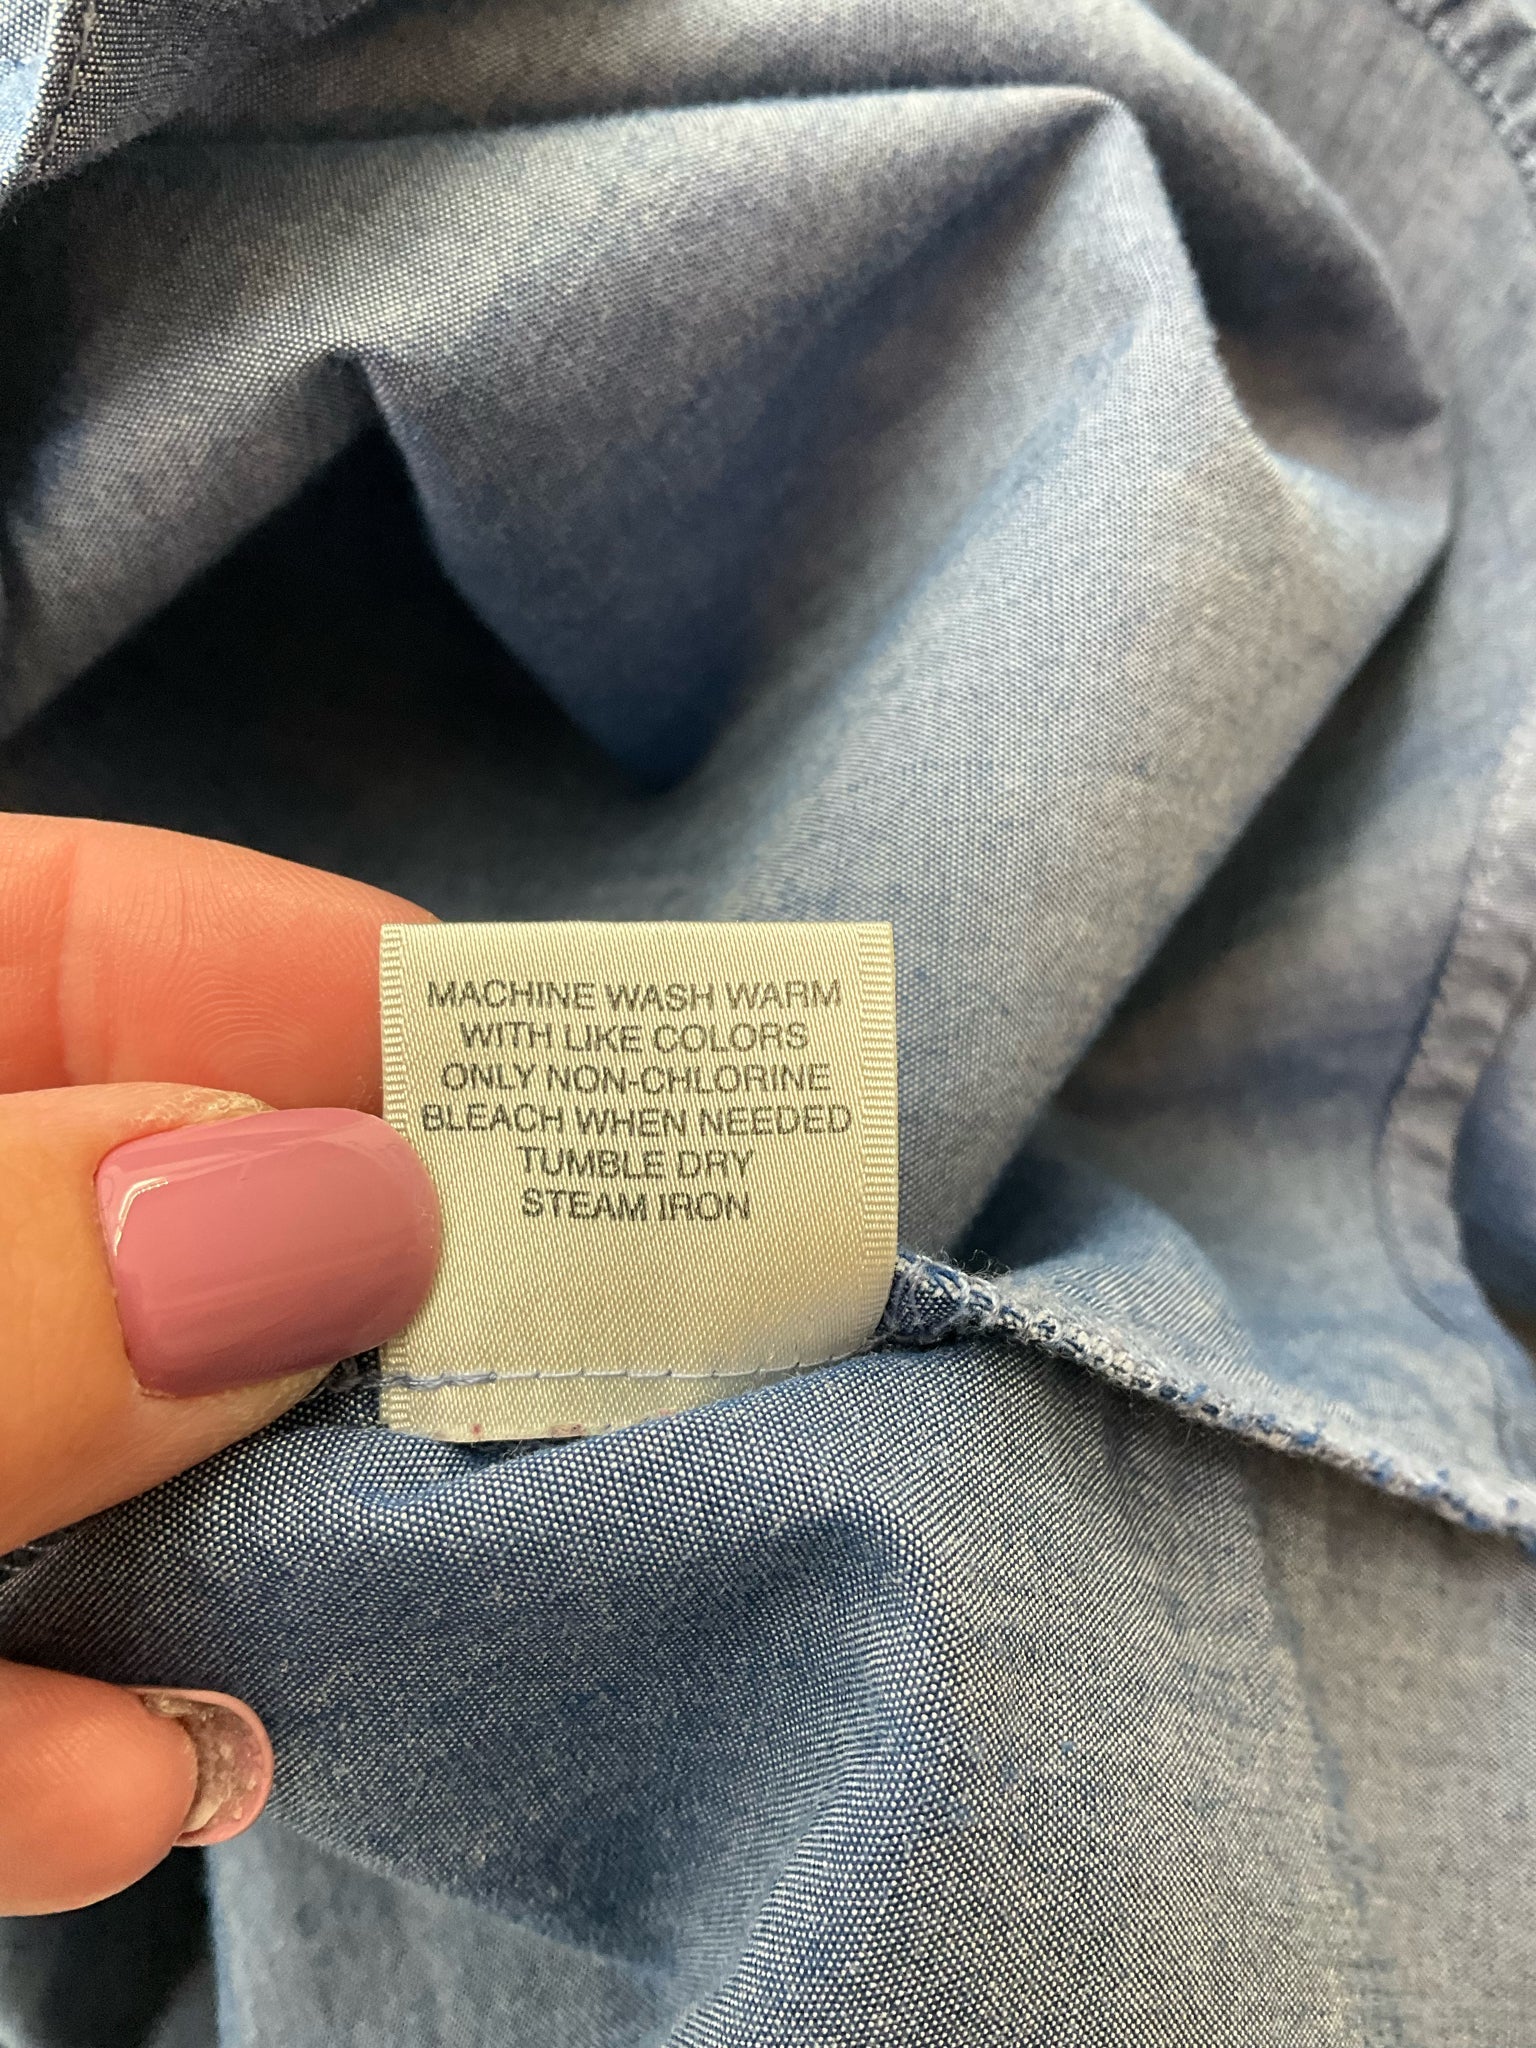 MACHINE WASH WARM
WITH LIKE COLORS
ONLY NON-CHLORINE
BLEACH WHEN NEEDED
TUMBLE DRY
STEAM IRON